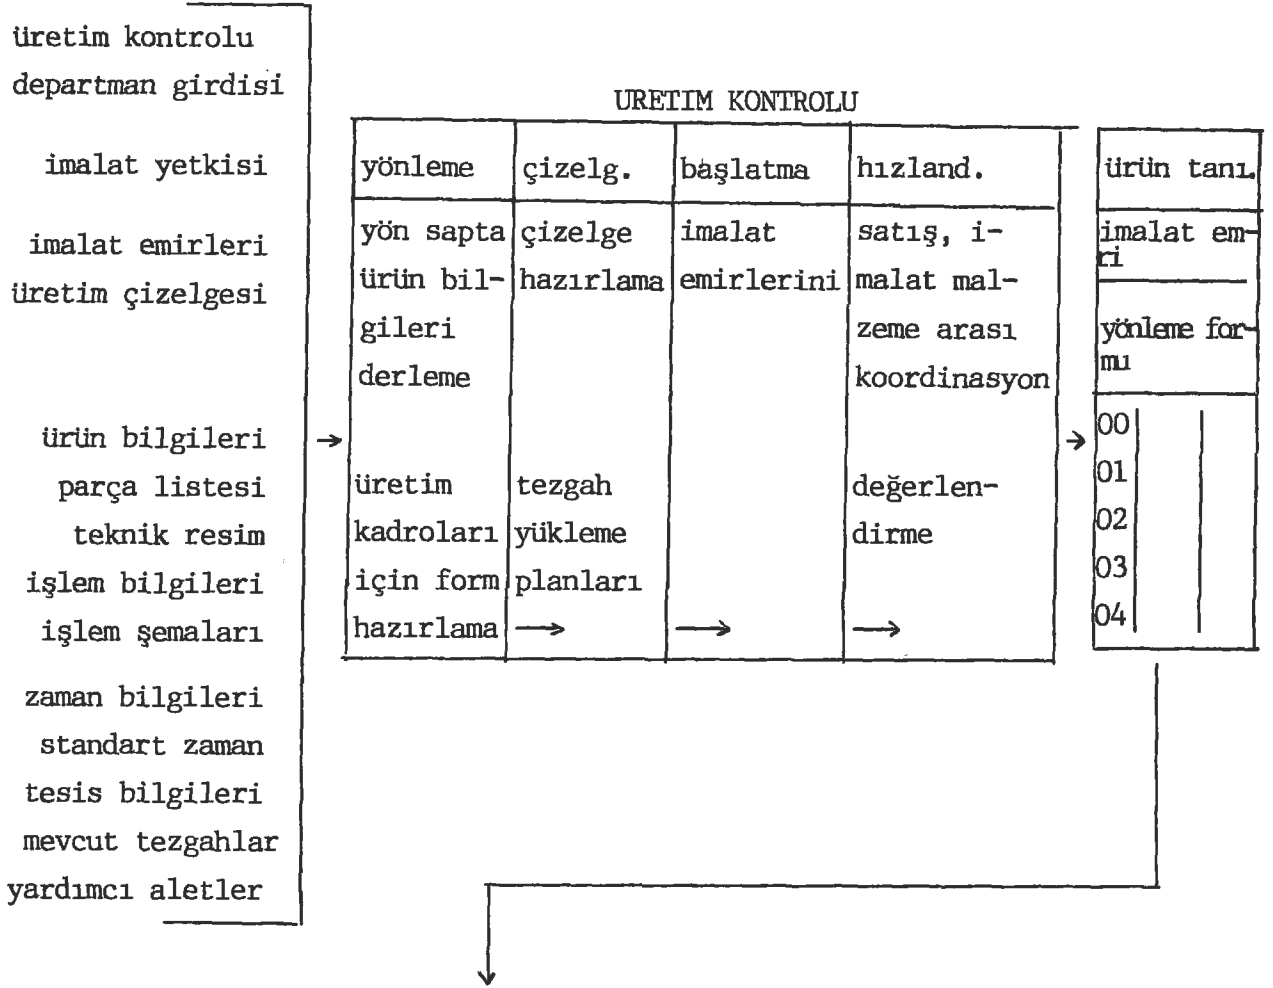 üretim kontrolu
departman girdisi
imalat yetkisi
imalat emirleri
üretim çizelgesi
ürün bilgileri
parça listesi
teknik resim
işlem bilgileri
işlem şemaları
zaman bilgileri
standart zaman
tesis bilgileri
mevcut tezgahlar
yardımcı aletler
URETIM KONTROLU
yönleme
yön sapta
ürün bil-
gileri
derleme
üretim
kadroları
için form
hazırlama
çizelg.
çizelge
hazırlama
tezgah
yükleme
planları
başlatma
imalat
emirlerini
hızland.
satış, i-
malat mal-
zeme arası
koordinasyon
değerlen-
dirme
ürün tanı.
imalat em-
ri
yönleme for-
mu
00
01
02
03
04